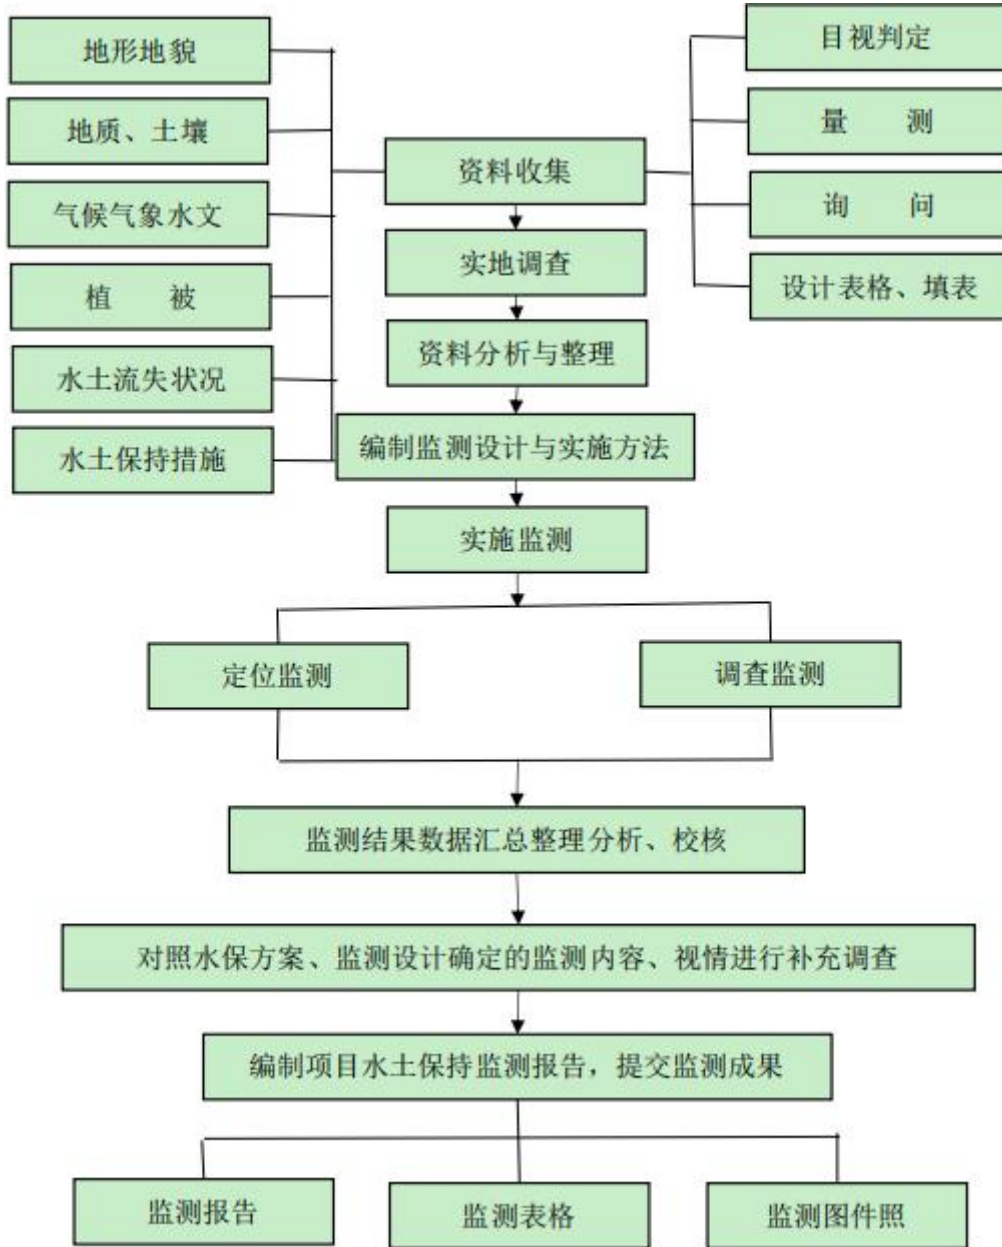 地形地貌
地质、土壤
气候气象水文
植 被
水土流失状况
水土保持措施
目视判定
量 测
询 问
设计表格、填表
资料收集
实地调查
资料分析与整理
编制监测设计与实施方法
实施监测
定位监测
调查监测
监测结果数据汇总整理分析、校核
对照水保方案、监测设计确定的监测内容、视情进行补充调查
编制项目水土保持监测报告，提交监测成果
监测报告
监测表格
监测图件照